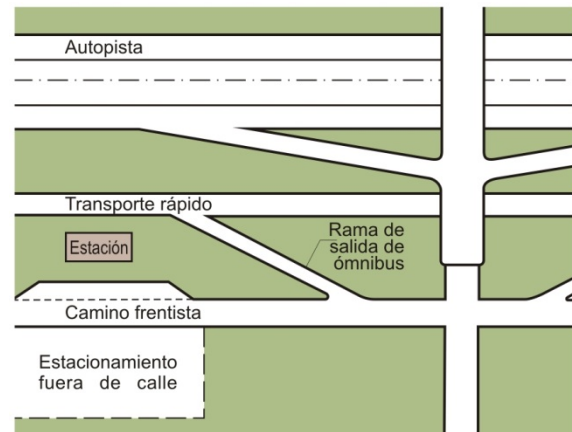 Autopista
Transporte rápido
Rama de
salida de
ómnibus
Estación
Camino frentista
Estacionamiento
fuera de calle